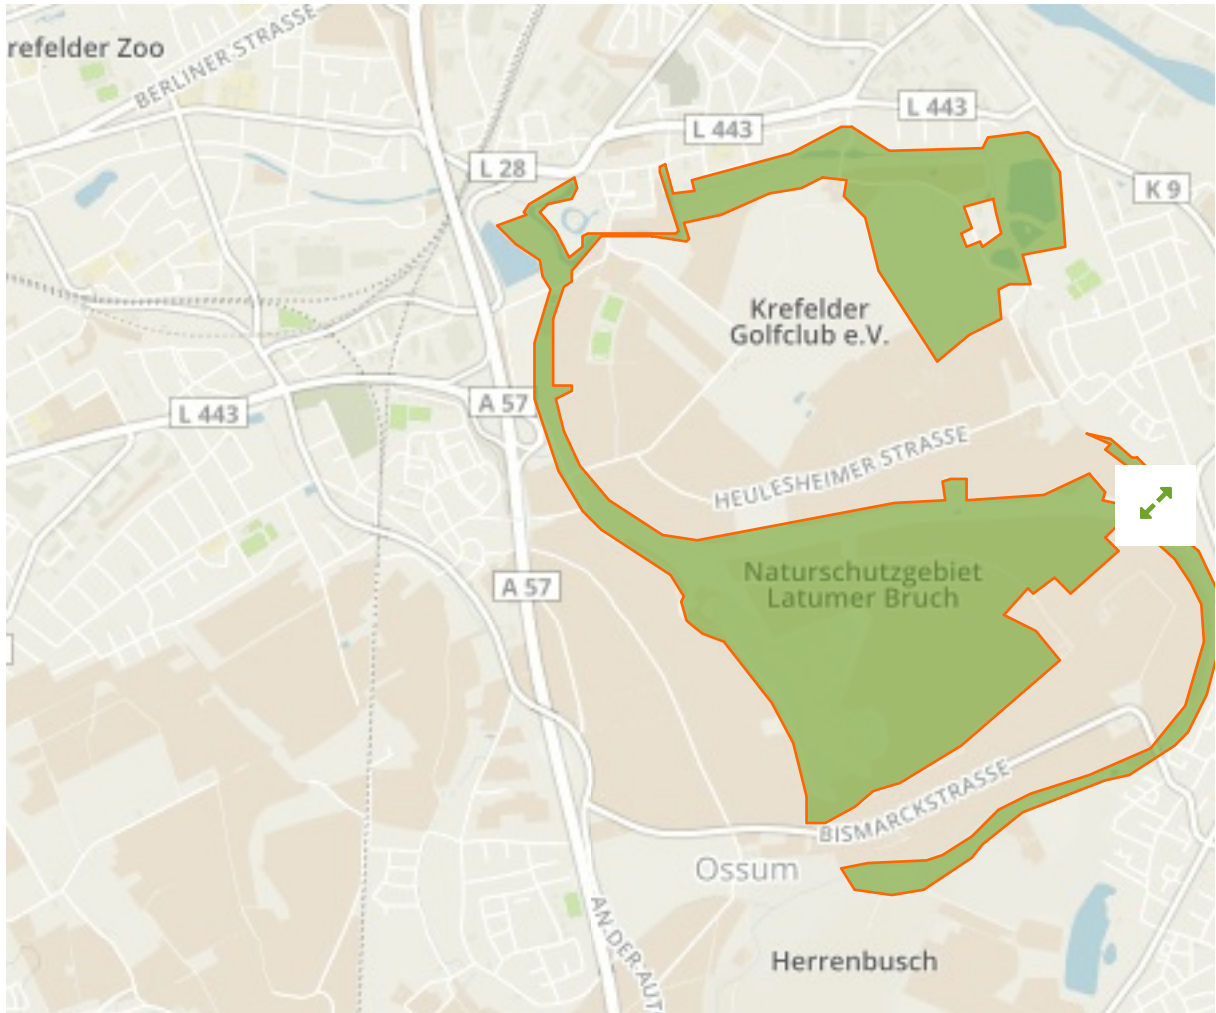 refelder Zoo
BERLINER STRASSE
L 443
L 443
L 28
K 9
Krefelder
Golfclub e.V.
A 57
L 443
HEULESHEIMER STRASSE
Naturschutzgebiet
Latumer Bruch
A 57
BISMARCKSTRASSE
Ossum
AN DER AUT
Herrenbusch